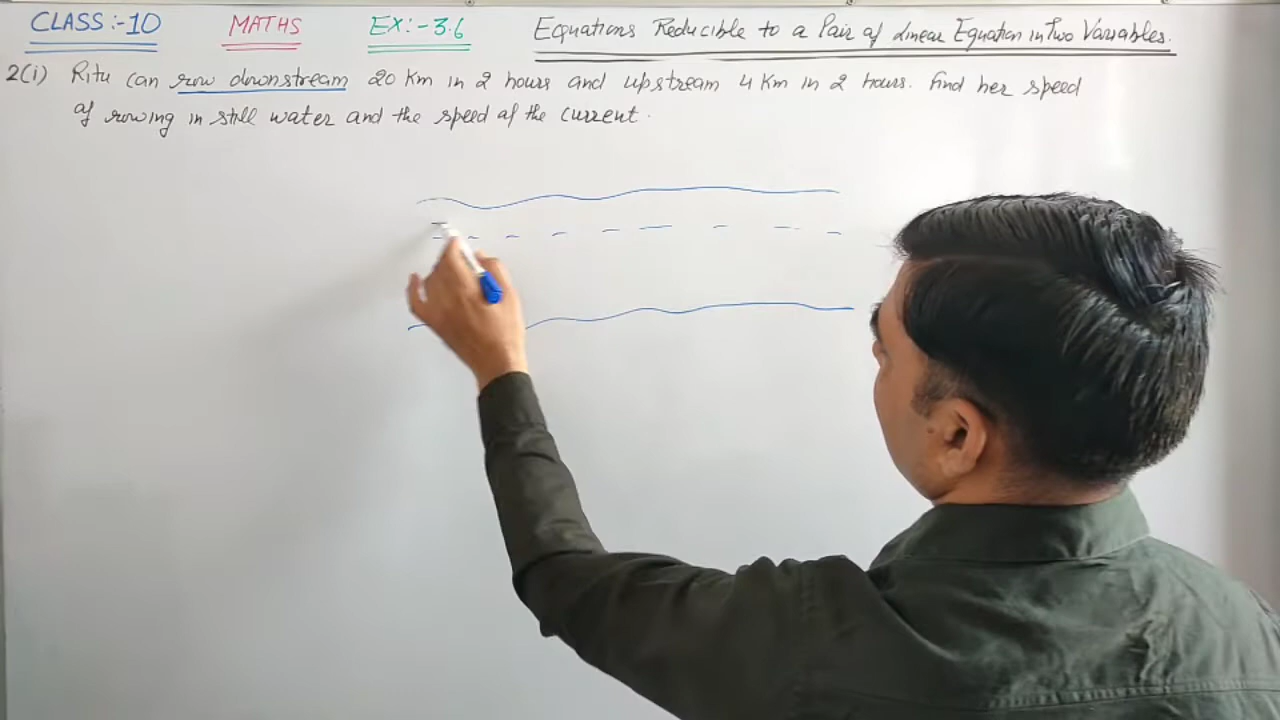 CLASS:-10 MATHS EX:-3.6 Equations Reducible to a Pair of Linear Equation in Two Variables.
2(i) Ritu can row downstream 20 Km in 2 hours and upstream 4 Km in 2 hours. Find her speed
of rowing in still water and the speed of the current.